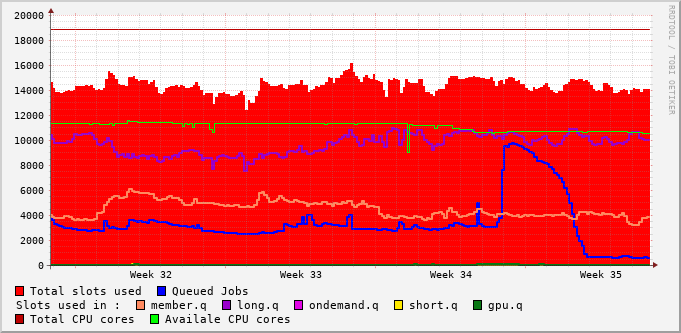 20000
18000
16000
14000
12000
10000
8000
6000
4000
2000
0
Week 32 Week 33 Week 34 Week 35
Total slots used Queued Jobs
Slots used in : member.q long.q ondemand.q short.q gpu.q
Total CPU cores Availale CPU cores
RRDTOOL / TOBI OETIKER